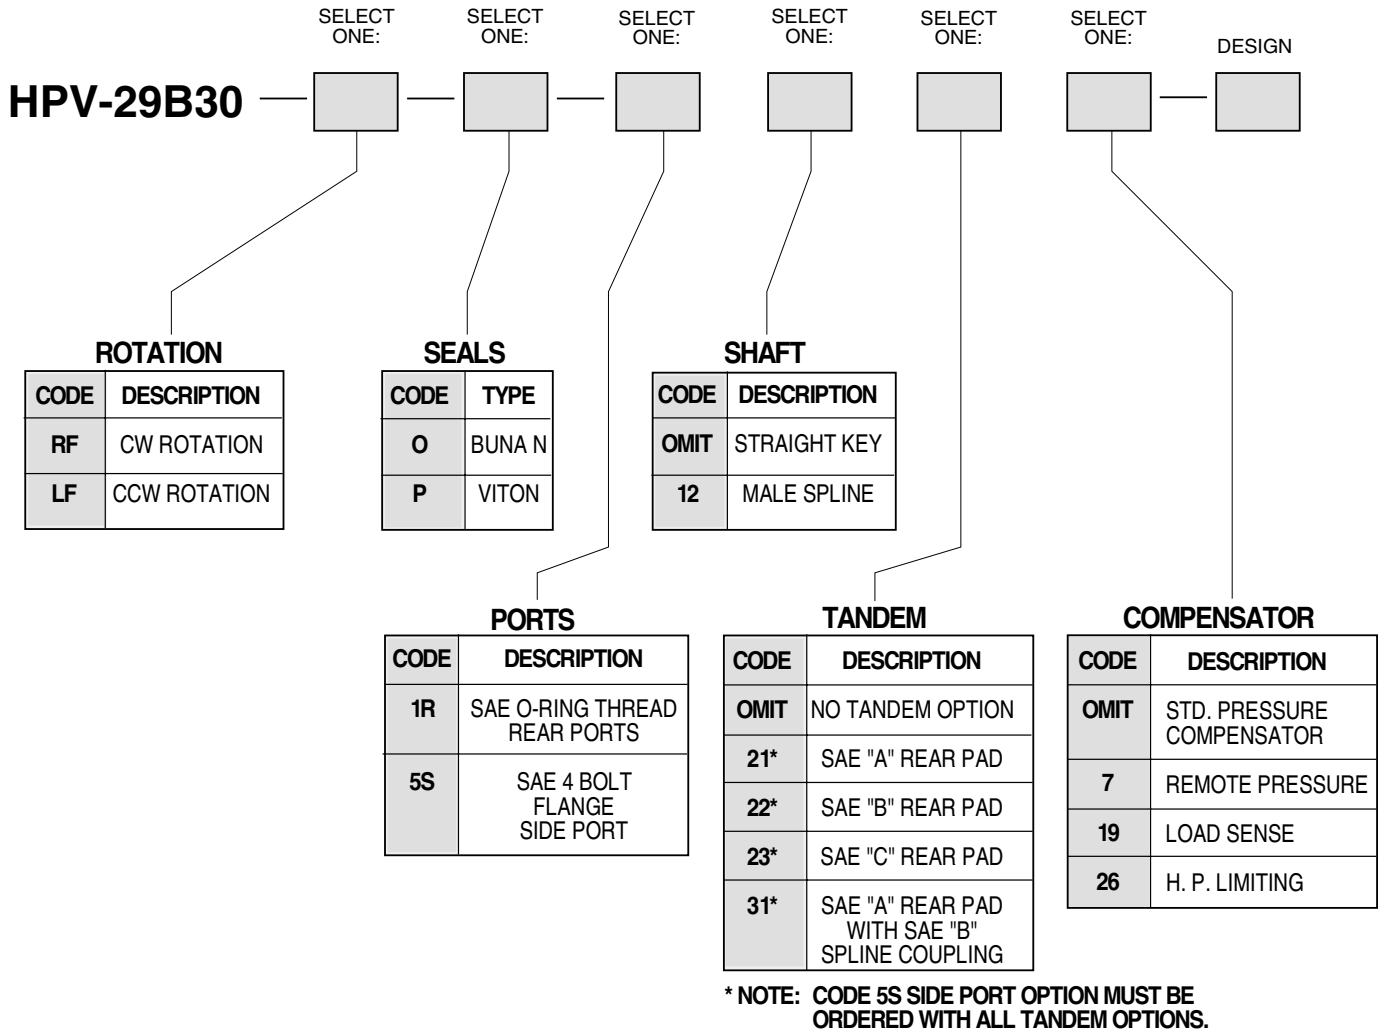 SELECT
ONE:
SELECT
ONE:
SELECT
ONE:
SELECT
ONE:
SELECT
ONE:
SELECT
ONE:
DESIGN
HPV-29B30
ROTATION
CODE DESCRIPTION
RF CW ROTATION
LF CCW ROTATION
SEALS
CODE TYPE
O BUNA N
P VITON
SHAFT
CODE DESCRIPTION
OMIT STRAIGHT KEY
12 MALE SPLINE
PORTS
CODE DESCRIPTION
1R SAE O-RING THREAD
REAR PORTS
5S SAE 4 BOLT
FLANGE
SIDE PORT
TANDEM
CODE DESCRIPTION
OMIT NO TANDEM OPTION
21* SAE "A" REAR PAD
22* SAE "B" REAR PAD
23* SAE "C" REAR PAD
31* SAE "A" REAR PAD
WITH SAE "B"
SPLINE COUPLING
COMPENSATOR
CODE DESCRIPTION
OMIT STD. PRESSURE
COMPENSATOR
7 REMOTE PRESSURE
19 LOAD SENSE
26 H. P. LIMITING
* NOTE: CODE 5S SIDE PORT OPTION MUST BE
ORDERED WITH ALL TANDEM OPTIONS.